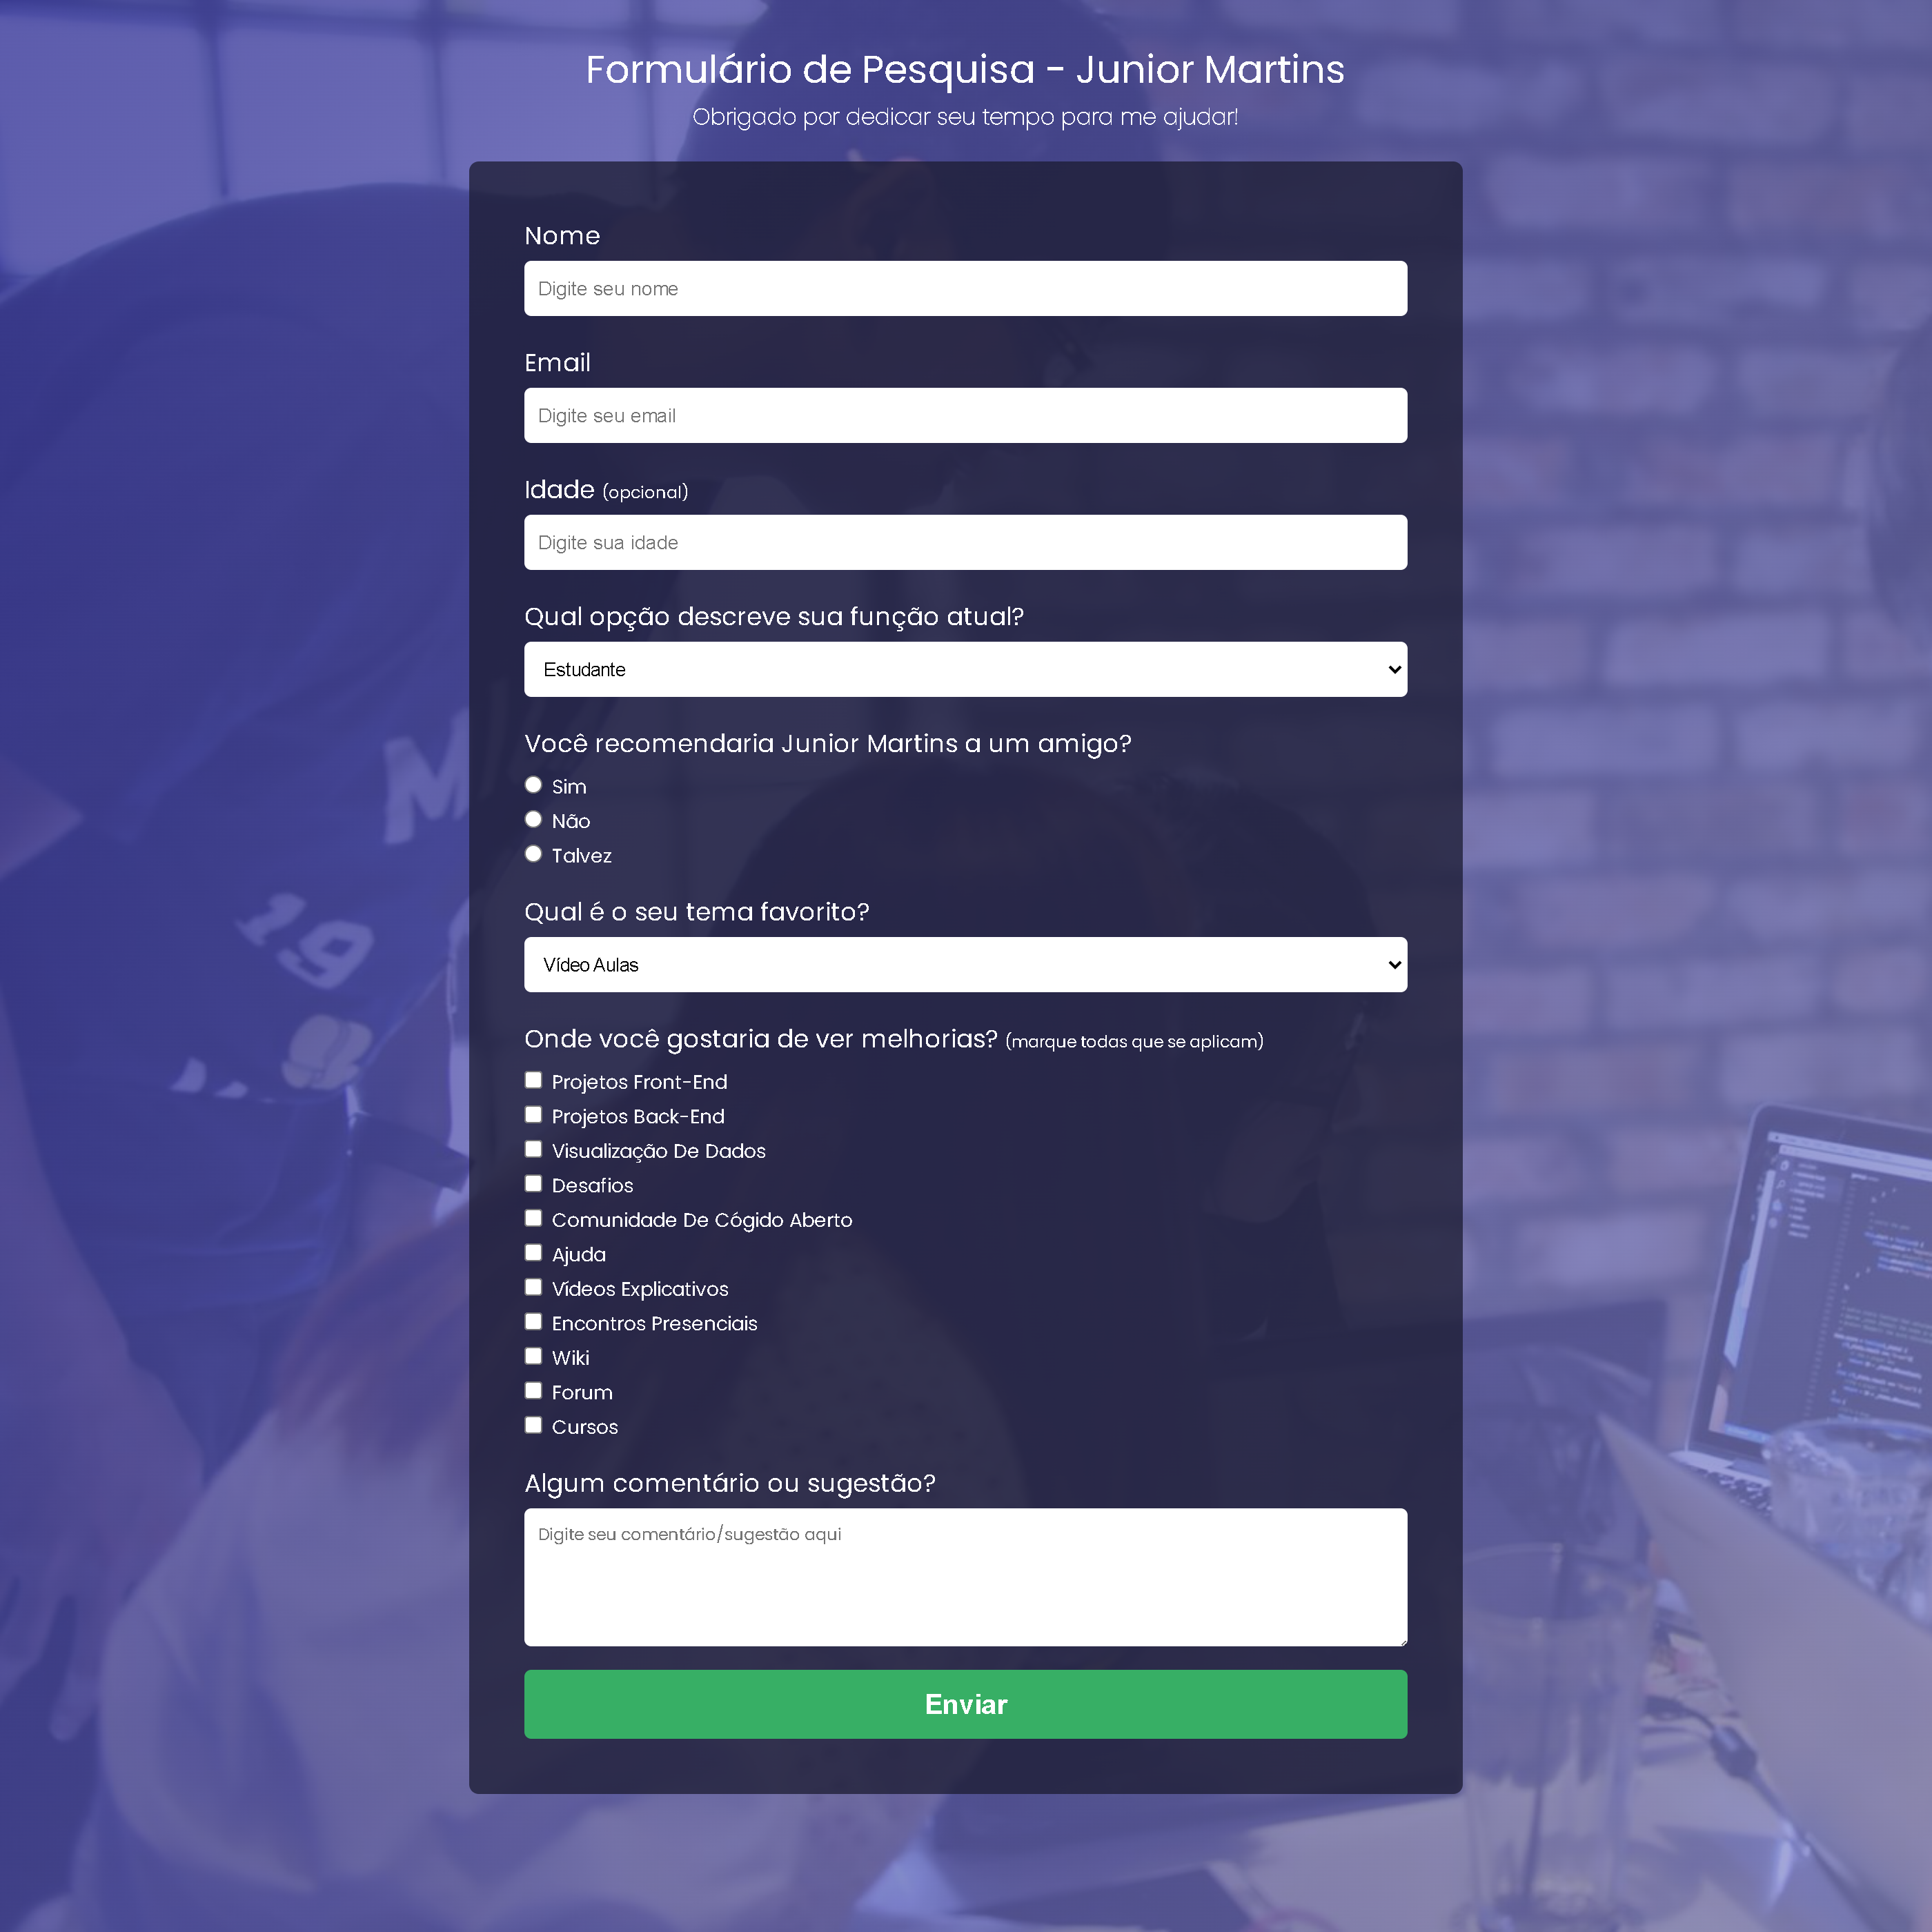 Formulário de Pesquisa - Junior Martins
Obrigado por dedicar seu tempo para me ajudar!
Nome
Digite seu nome
Email
Digite seu email
Idade (opcional)
Digite sua idade
Qual opção descreve sua função atual?
Estudante
Você recomendaria Junior Martins a um amigo?
Sim
Não
Talvez
Qual é o seu tema favorito?
Vídeo Aulas
Onde você gostaria de ver melhorias? (marque todas que se aplicam)
Projetos Front-End
Projetos Back-End
Visualização De Dados
Desafios
Comunidade De Cógido Aberto
Ajuda
Vídeos Explicativos
Encontros Presenciais
Wiki
Forum
Cursos
Algum comentário ou sugestão?
Digite seu comentário/sugestão aqui
Enviar
M
19